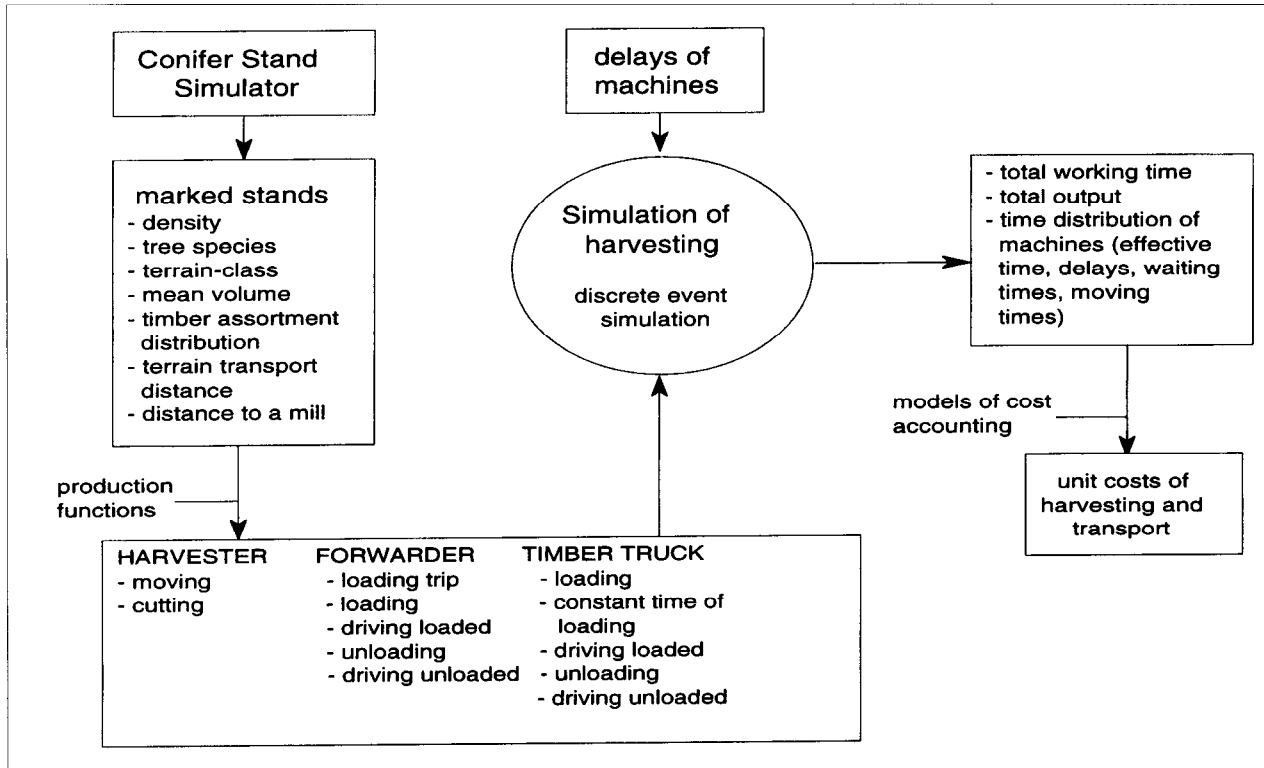 Conifer Stand
Simulator
marked stands
- density
- tree species
- terrain-class
- mean volume
- timber assortment
distribution
- terrain transport
distance
- distance to a mill
production
functions
HARVESTER
- moving
- cutting
FORWARDER
- loading trip
- loading
- driving loaded
- unloading
- driving unloaded
TIMBER TRUCK
- loading
- constant time of
loading
- driving loaded
- unloading
- driving unloaded
delays of
machines
Simulation of
harvesting
discrete event
simulation
- total working time
- total output
- time distribution of
machines (effective
time, delays, waiting
times, moving
times)
models of cost
accounting
unit costs of
harvesting and
transport